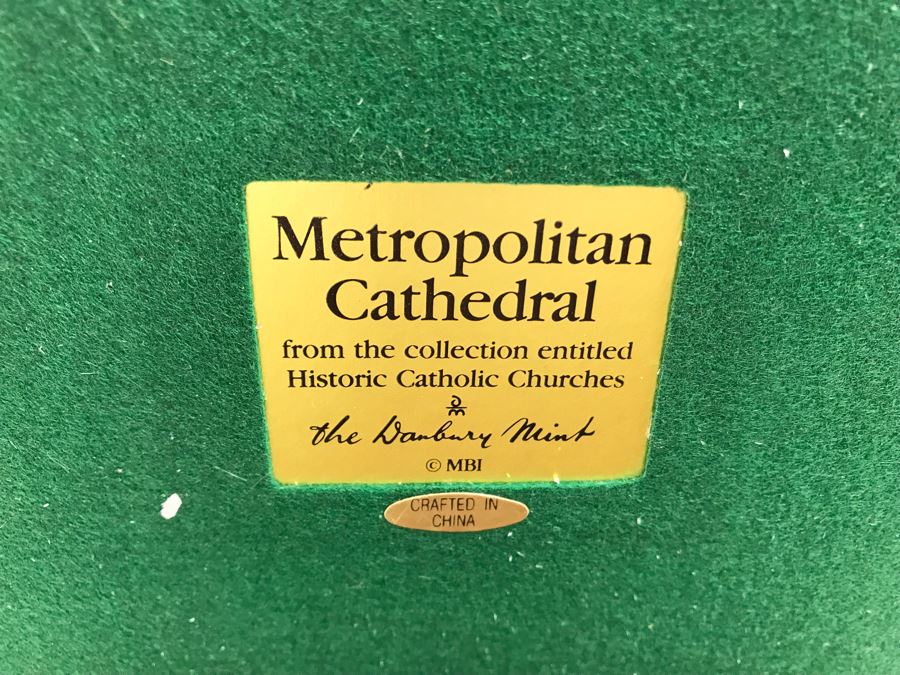 Metropolitan
Cathedral
from the collection entitled
Historic Catholic Churches
the Danbury Mint
© MBI
CRAFTED IN
CHINA